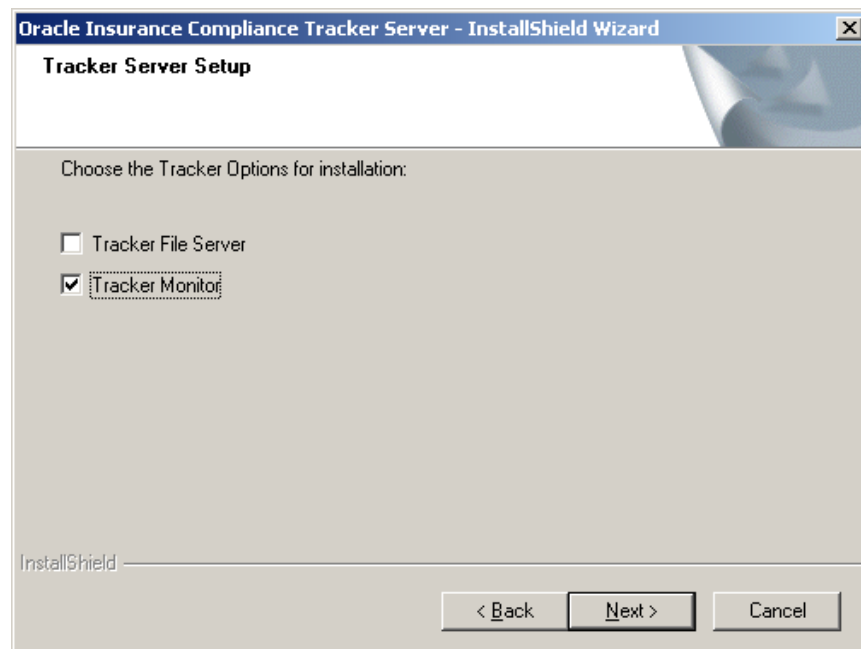 Oracle Insurance Compliance Tracker Server - InstallShield Wizard
Tracker Server Setup
Choose the Tracker Options for installation:
Tracker File Server
Tracker Monitor
InstallShield
< Back Next > Cancel